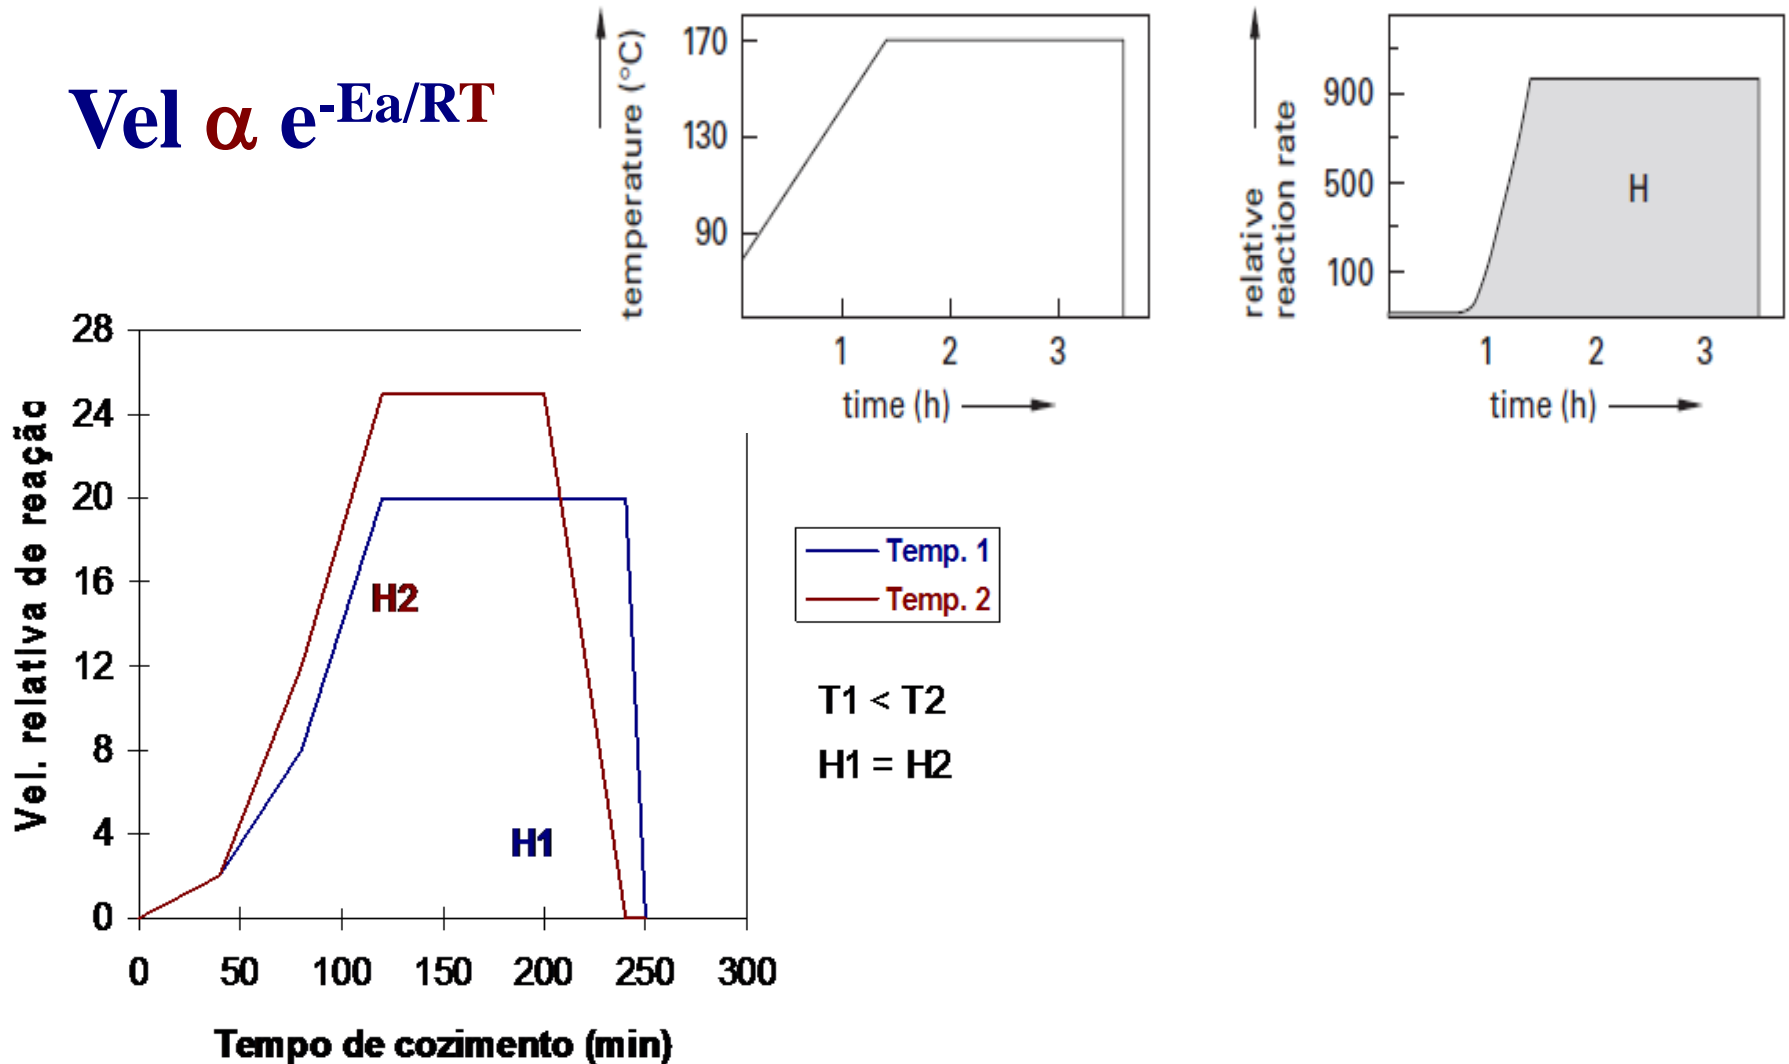 Vel α e-Ea/RT
temperature (°C)
170
130
90
1 2 3
time (h)
relative
reaction rate
900
500
100
H
1 2 3
time (h)
Vel. relativa de reação
28
24
20
16
12
8
4
0
H2
H1
0 50 100 150 200 250 300
Tempo de cozimento (min)
Temp. 1
Temp. 2
T1 < T2
H1 = H2